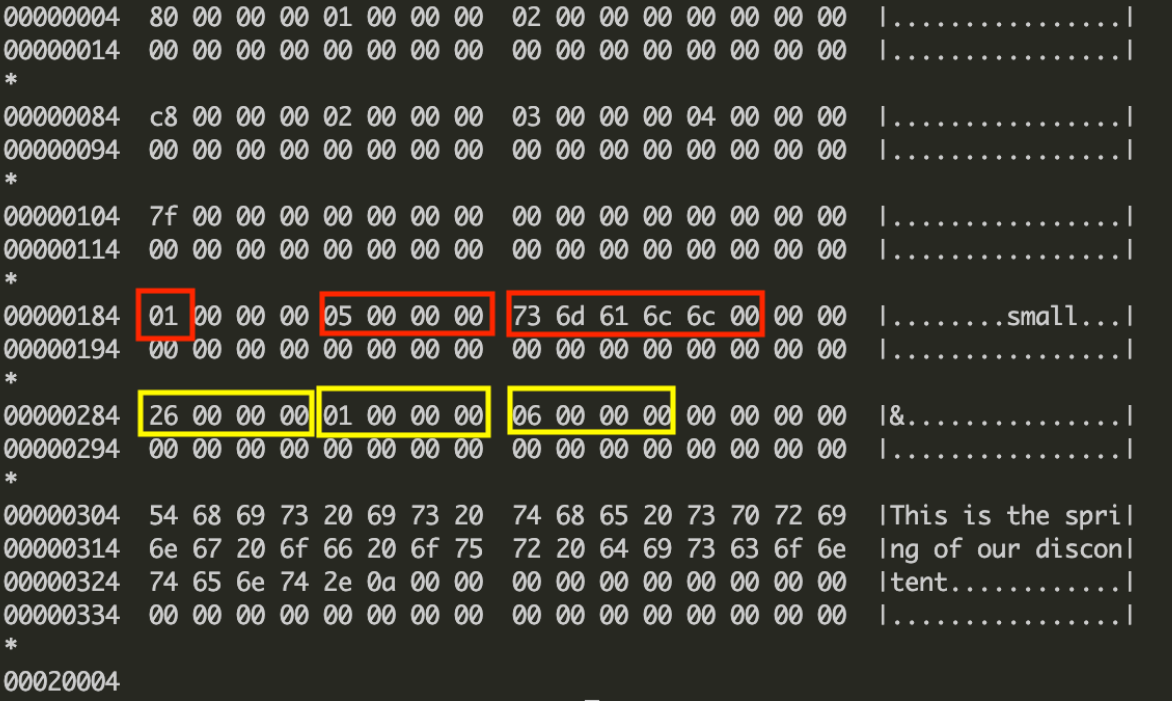 00000004  80 00 00 00 01 00 00 00  02 00 00 00 00 00 00 00  |................|
00000014  00 00 00 00 00 00 00 00  00 00 00 00 00 00 00 00  |................|
*
00000084  c8 00 00 00 02 00 00 00  03 00 00 00 04 00 00 00  |................|
00000094  00 00 00 00 00 00 00 00  00 00 00 00 00 00 00 00  |................|
*
00000104  7f 00 00 00 00 00 00 00  00 00 00 00 00 00 00 00  |................|
00000114  00 00 00 00 00 00 00 00  00 00 00 00 00 00 00 00  |................|
*
00000184  01 00 00 00 05 00 00 00  73 6d 61 6c 6c 00 00 00  |........small...|
00000194  00 00 00 00 00 00 00 00  00 00 00 00 00 00 00 00  |................|
*
00000284  26 00 00 00 01 00 00 00  06 00 00 00 00 00 00 00  |&...............|
00000294  00 00 00 00 00 00 00 00  00 00 00 00 00 00 00 00  |................|
*
00000304  54 68 69 73 20 69 73 20  74 68 65 20 73 70 72 69  |This is the spri|
00000314  6e 67 20 6f 66 20 6f 75  72 20 64 69 73 63 6f 6e  |ng of our discon|
00000324  74 65 6e 74 2e 0a 00 00  00 00 00 00 00 00 00 00  |tent............|
00000334  00 00 00 00 00 00 00 00  00 00 00 00 00 00 00 00  |................|
*
00020004